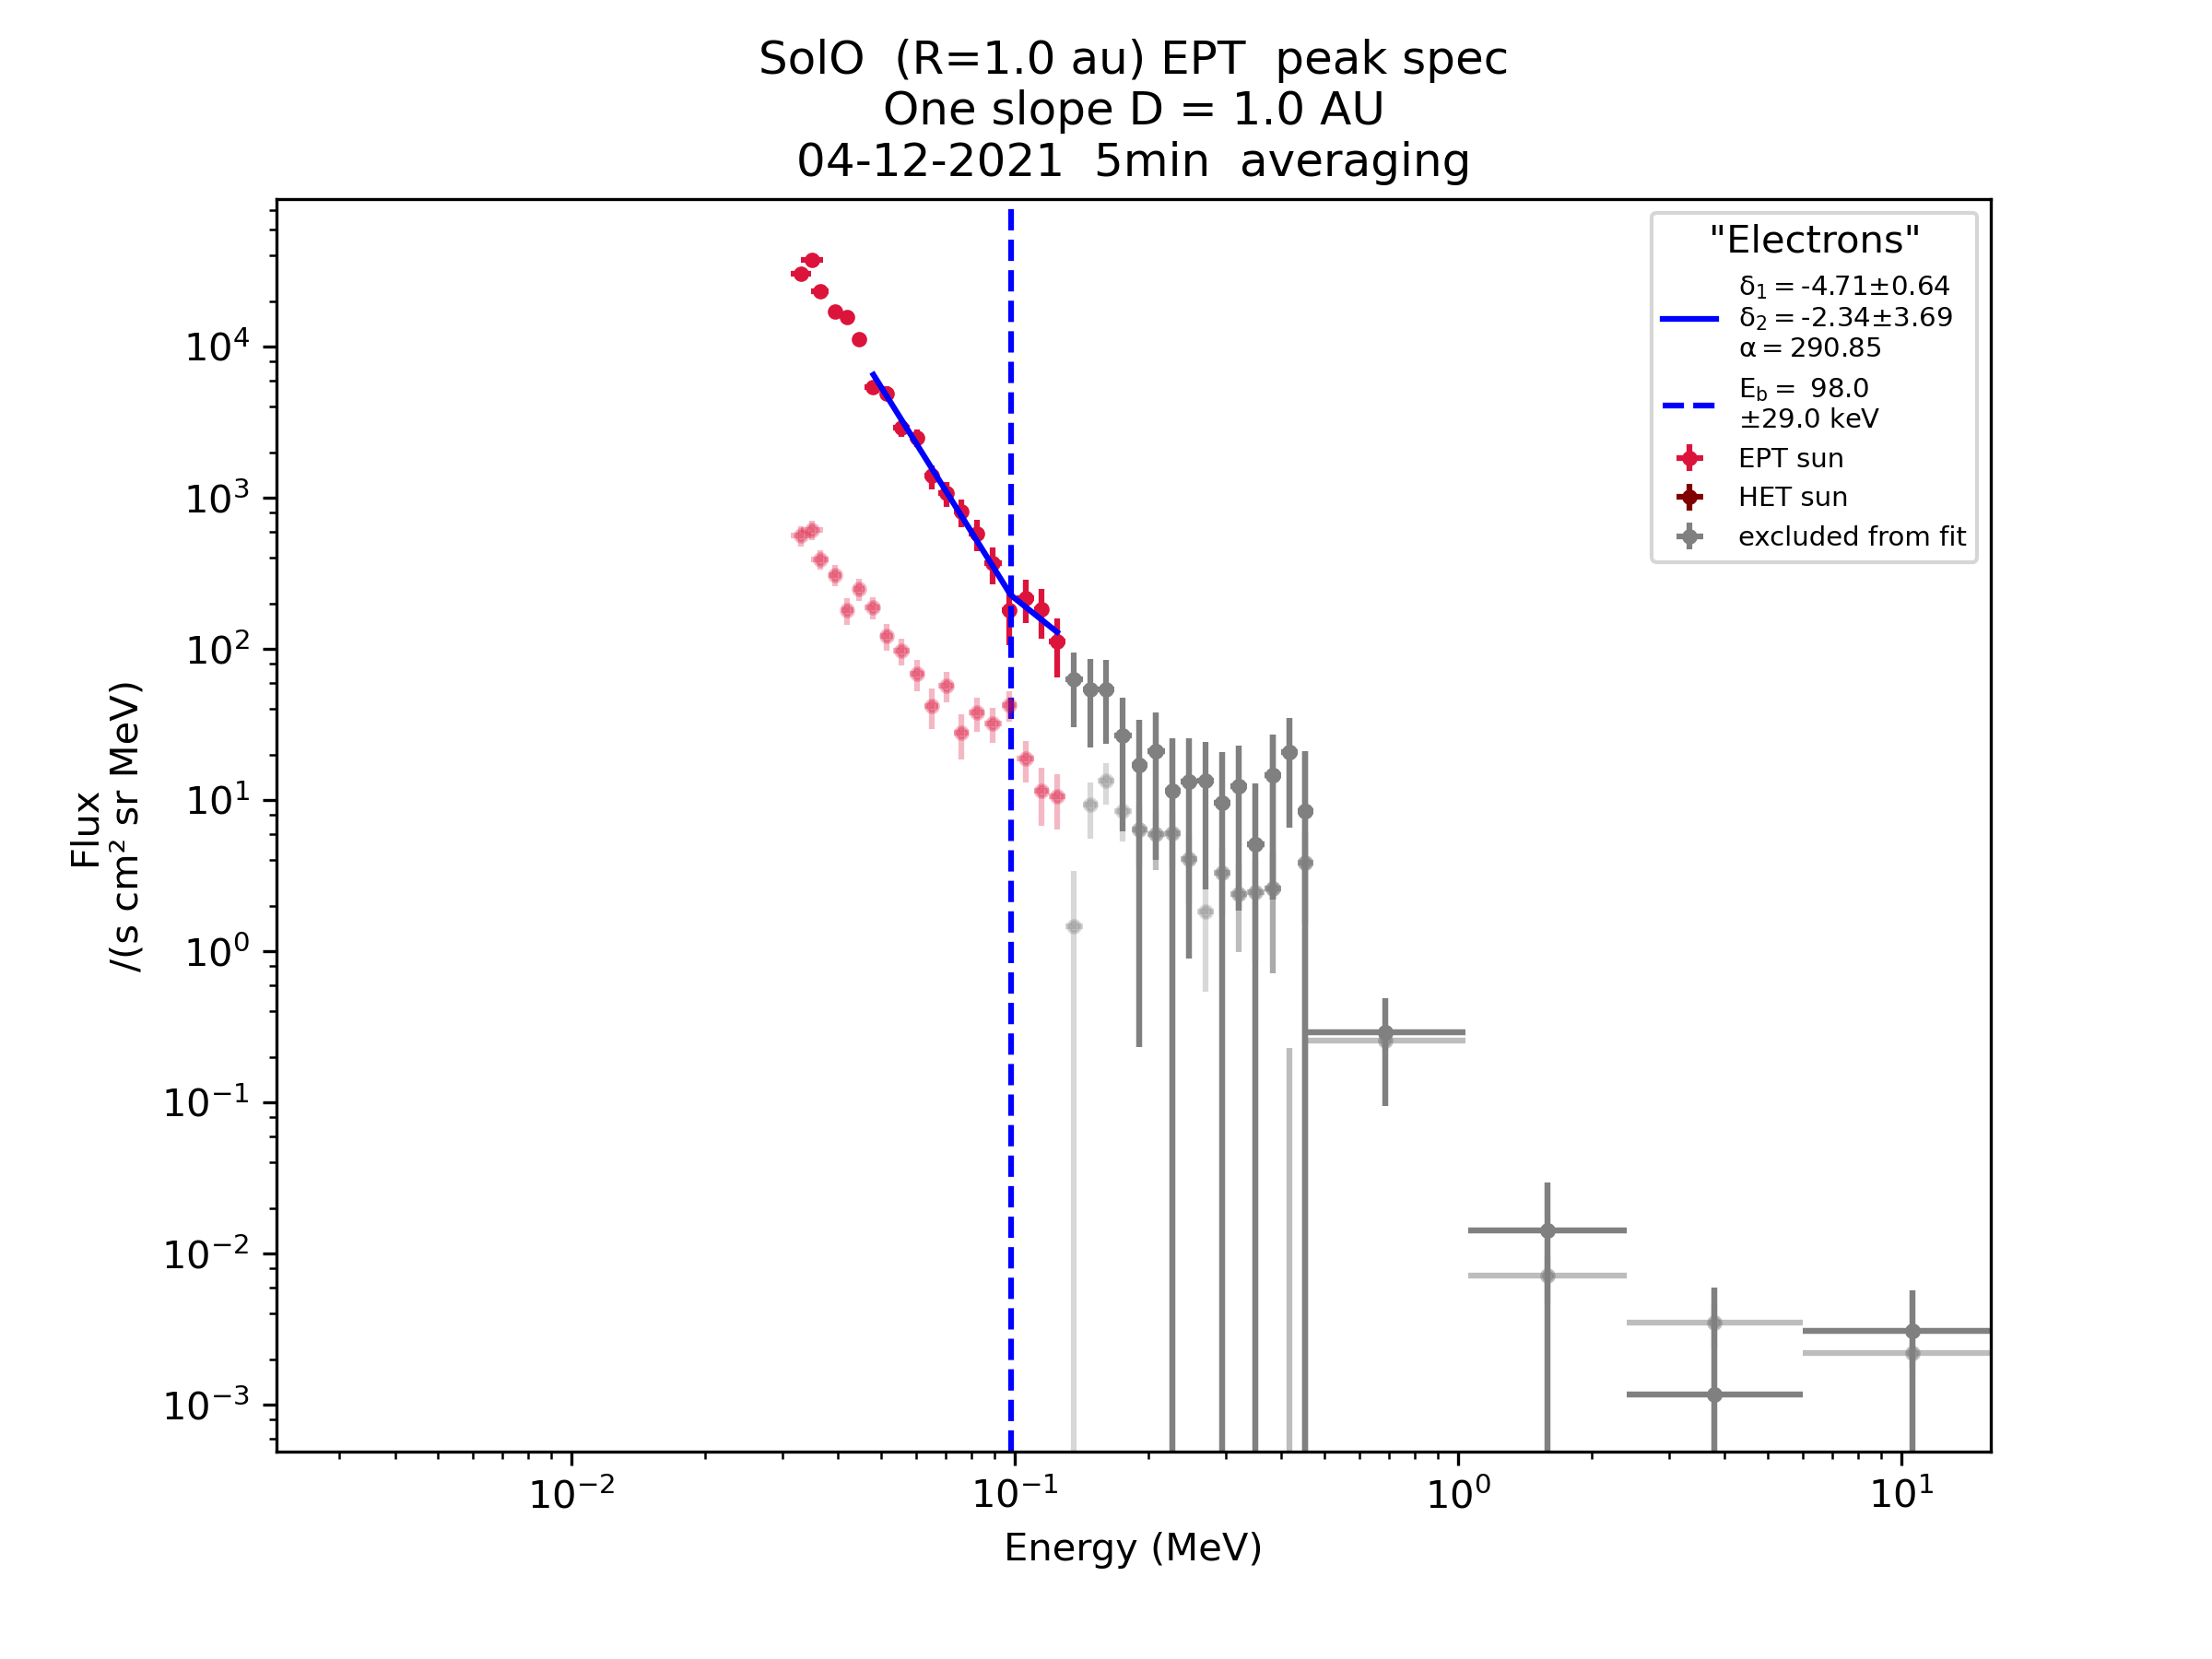 SolO  (R=1.0 au) EPT  peak spec
One slope D = 1.0 AU
04-12-2021  5min  averaging
"Electrons"
δ₁ = -4.71±0.64
δ₂ = -2.34±3.69
α = 290.85
E_b = 98.0
±29.0 keV
EPT sun
HET sun
excluded from fit
Flux
/(s cm² sr MeV)
10⁴
10³
10²
10¹
10⁰
10⁻¹
10⁻²
10⁻³
10⁻² 10⁻¹ 10⁰ 10¹
Energy (MeV)